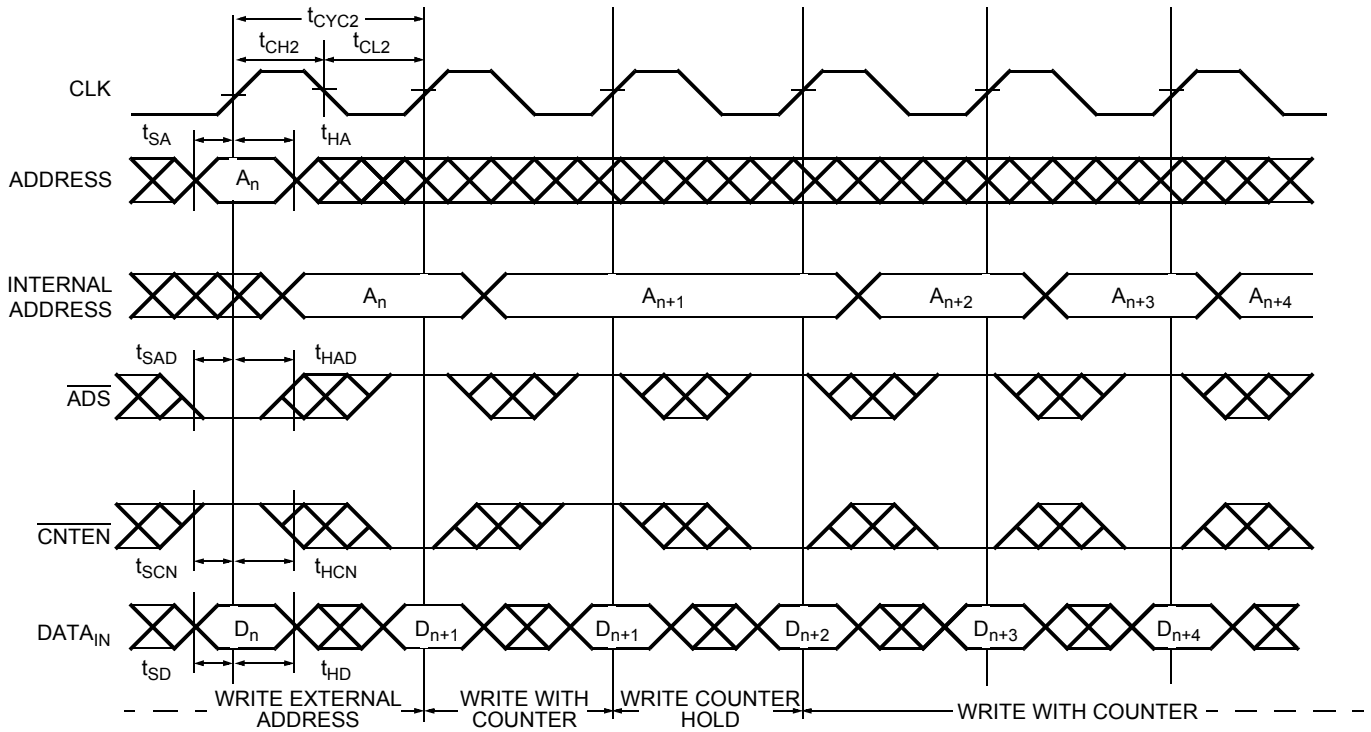 tCYC2
tCH2 tCL2
CLK
tSA tHA
ADDRESS An
INTERNAL
ADDRESS
An An+1 An+2 An+3 An+4
tSAD tHAD
ADS
CNTEN
tSCN tHCN
DATAIN Dn Dn+1 Dn+1 Dn+2 Dn+3 Dn+4
tSD tHD
WRITE EXTERNAL
ADDRESS
WRITE WITH
COUNTER
WRITE COUNTER
HOLD
WRITE WITH COUNTER